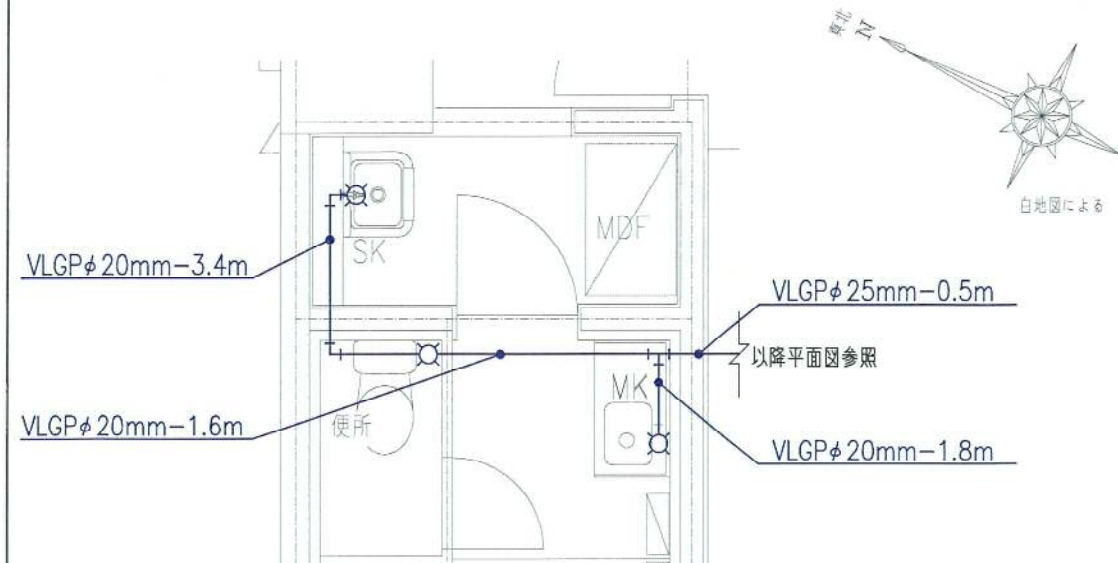 真北
N
白地図による
SK
MDF
VLGPφ20mm-3.4m
VLGPφ25mm-0.5m
以降平面図参照
MK
便所
VLGPφ20mm-1.6m
VLGPφ20mm-1.8m